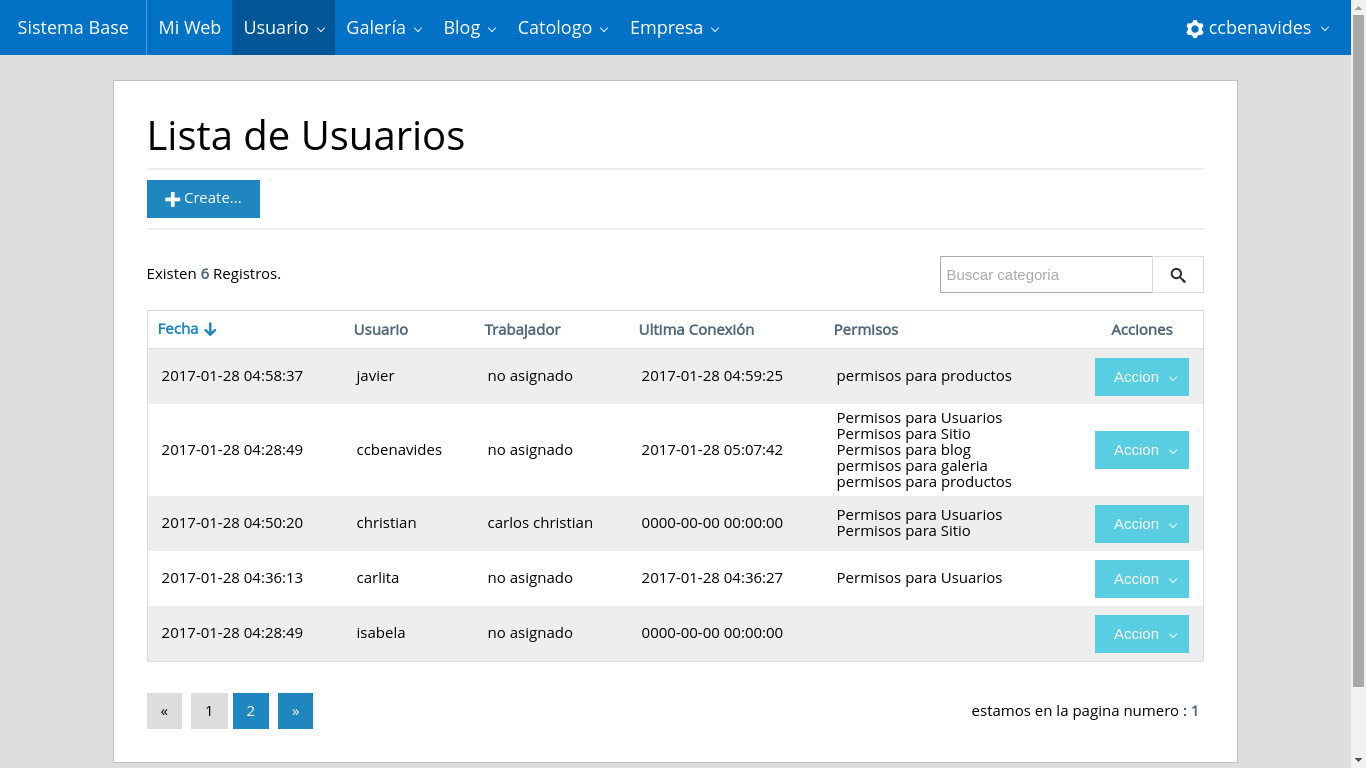 Sistema Base Mi Web Usuario Galería Blog Catologo Empresa ccbenavides
Lista de Usuarios
Create...
Existen 6 Registros. Buscar categoria
Fecha Usuario Trabajador Ultima Conexión Permisos Acciones
2017-01-28 04:58:37 javier no asignado 2017-01-28 04:59:25 permisos para productos Accion
2017-01-28 04:28:49 ccbenavides no asignado 2017-01-28 05:07:42 Permisos para Usuarios
Permisos para Sitio
Permisos para blog
permisos para galeria
permisos para productos Accion
2017-01-28 04:50:20 christian carlos christian 0000-00-00 00:00:00 Permisos para Usuarios
Permisos para Sitio Accion
2017-01-28 04:36:13 carlita no asignado 2017-01-28 04:36:27 Permisos para Usuarios Accion
2017-01-28 04:28:49 isabela no asignado 0000-00-00 00:00:00 Accion
« 1 2 » estamos en la pagina numero : 1